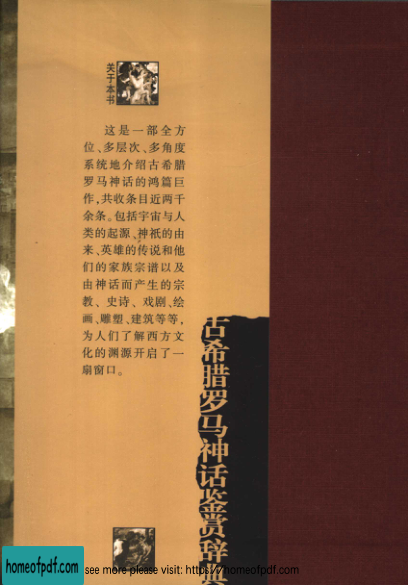 关于本书
这是一部全方
位、多层次、多角度
系统地介绍古希腊
罗马神话的鸿篇巨
作，共收条目近两千
余条。包括宇宙与人
类的起源、神祇的由
来、英雄的传说和他
们的家族宗谱以及
由神话而产生的宗
教、史诗、戏剧、绘
画、雕塑、建筑等等，
为人们了解西方文
化的渊源开启了一
扇窗口。
古希腊罗马神话鉴赏辞典
homeofpdf.com
see more please visit: https://homeofpdf.com